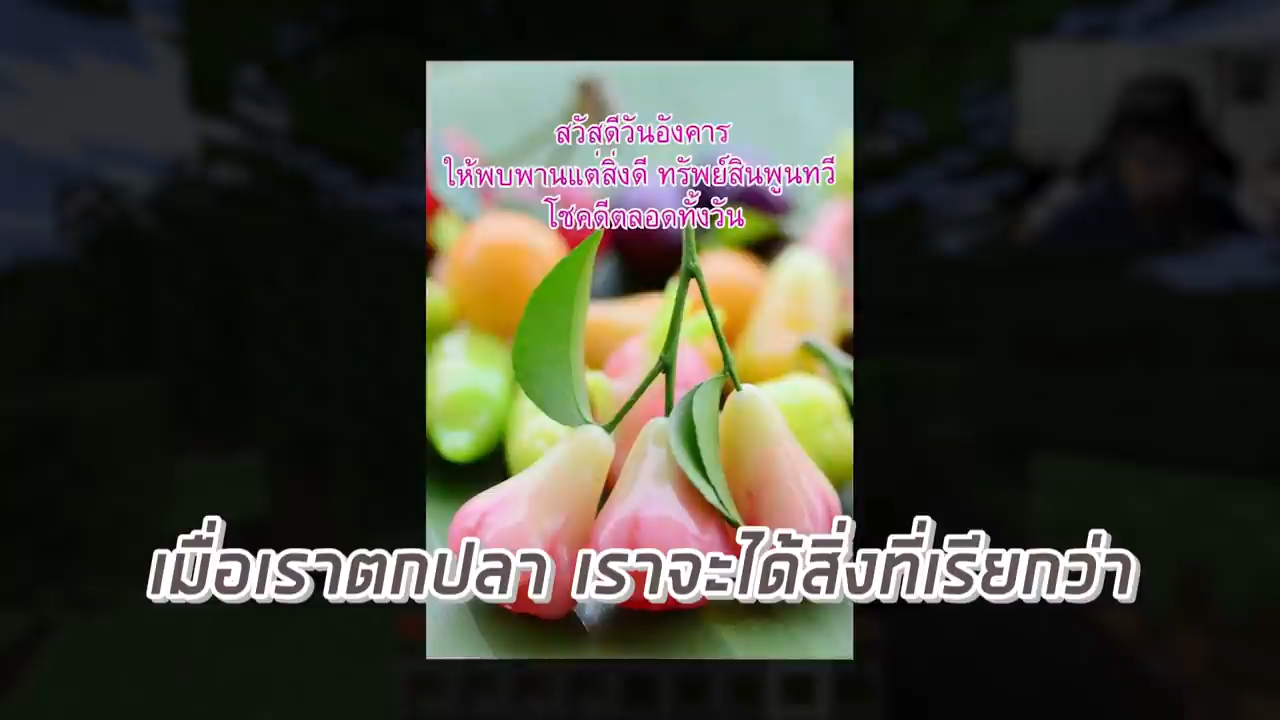 สวัสดีวันอังคาร
ให้พบพานแต่สิ่งดี ทรัพย์สินพูนทวี
โชคดีตลอดทั้งวัน
เมื่อเราตกปลา เราจะได้สิ่งที่เรียกว่า